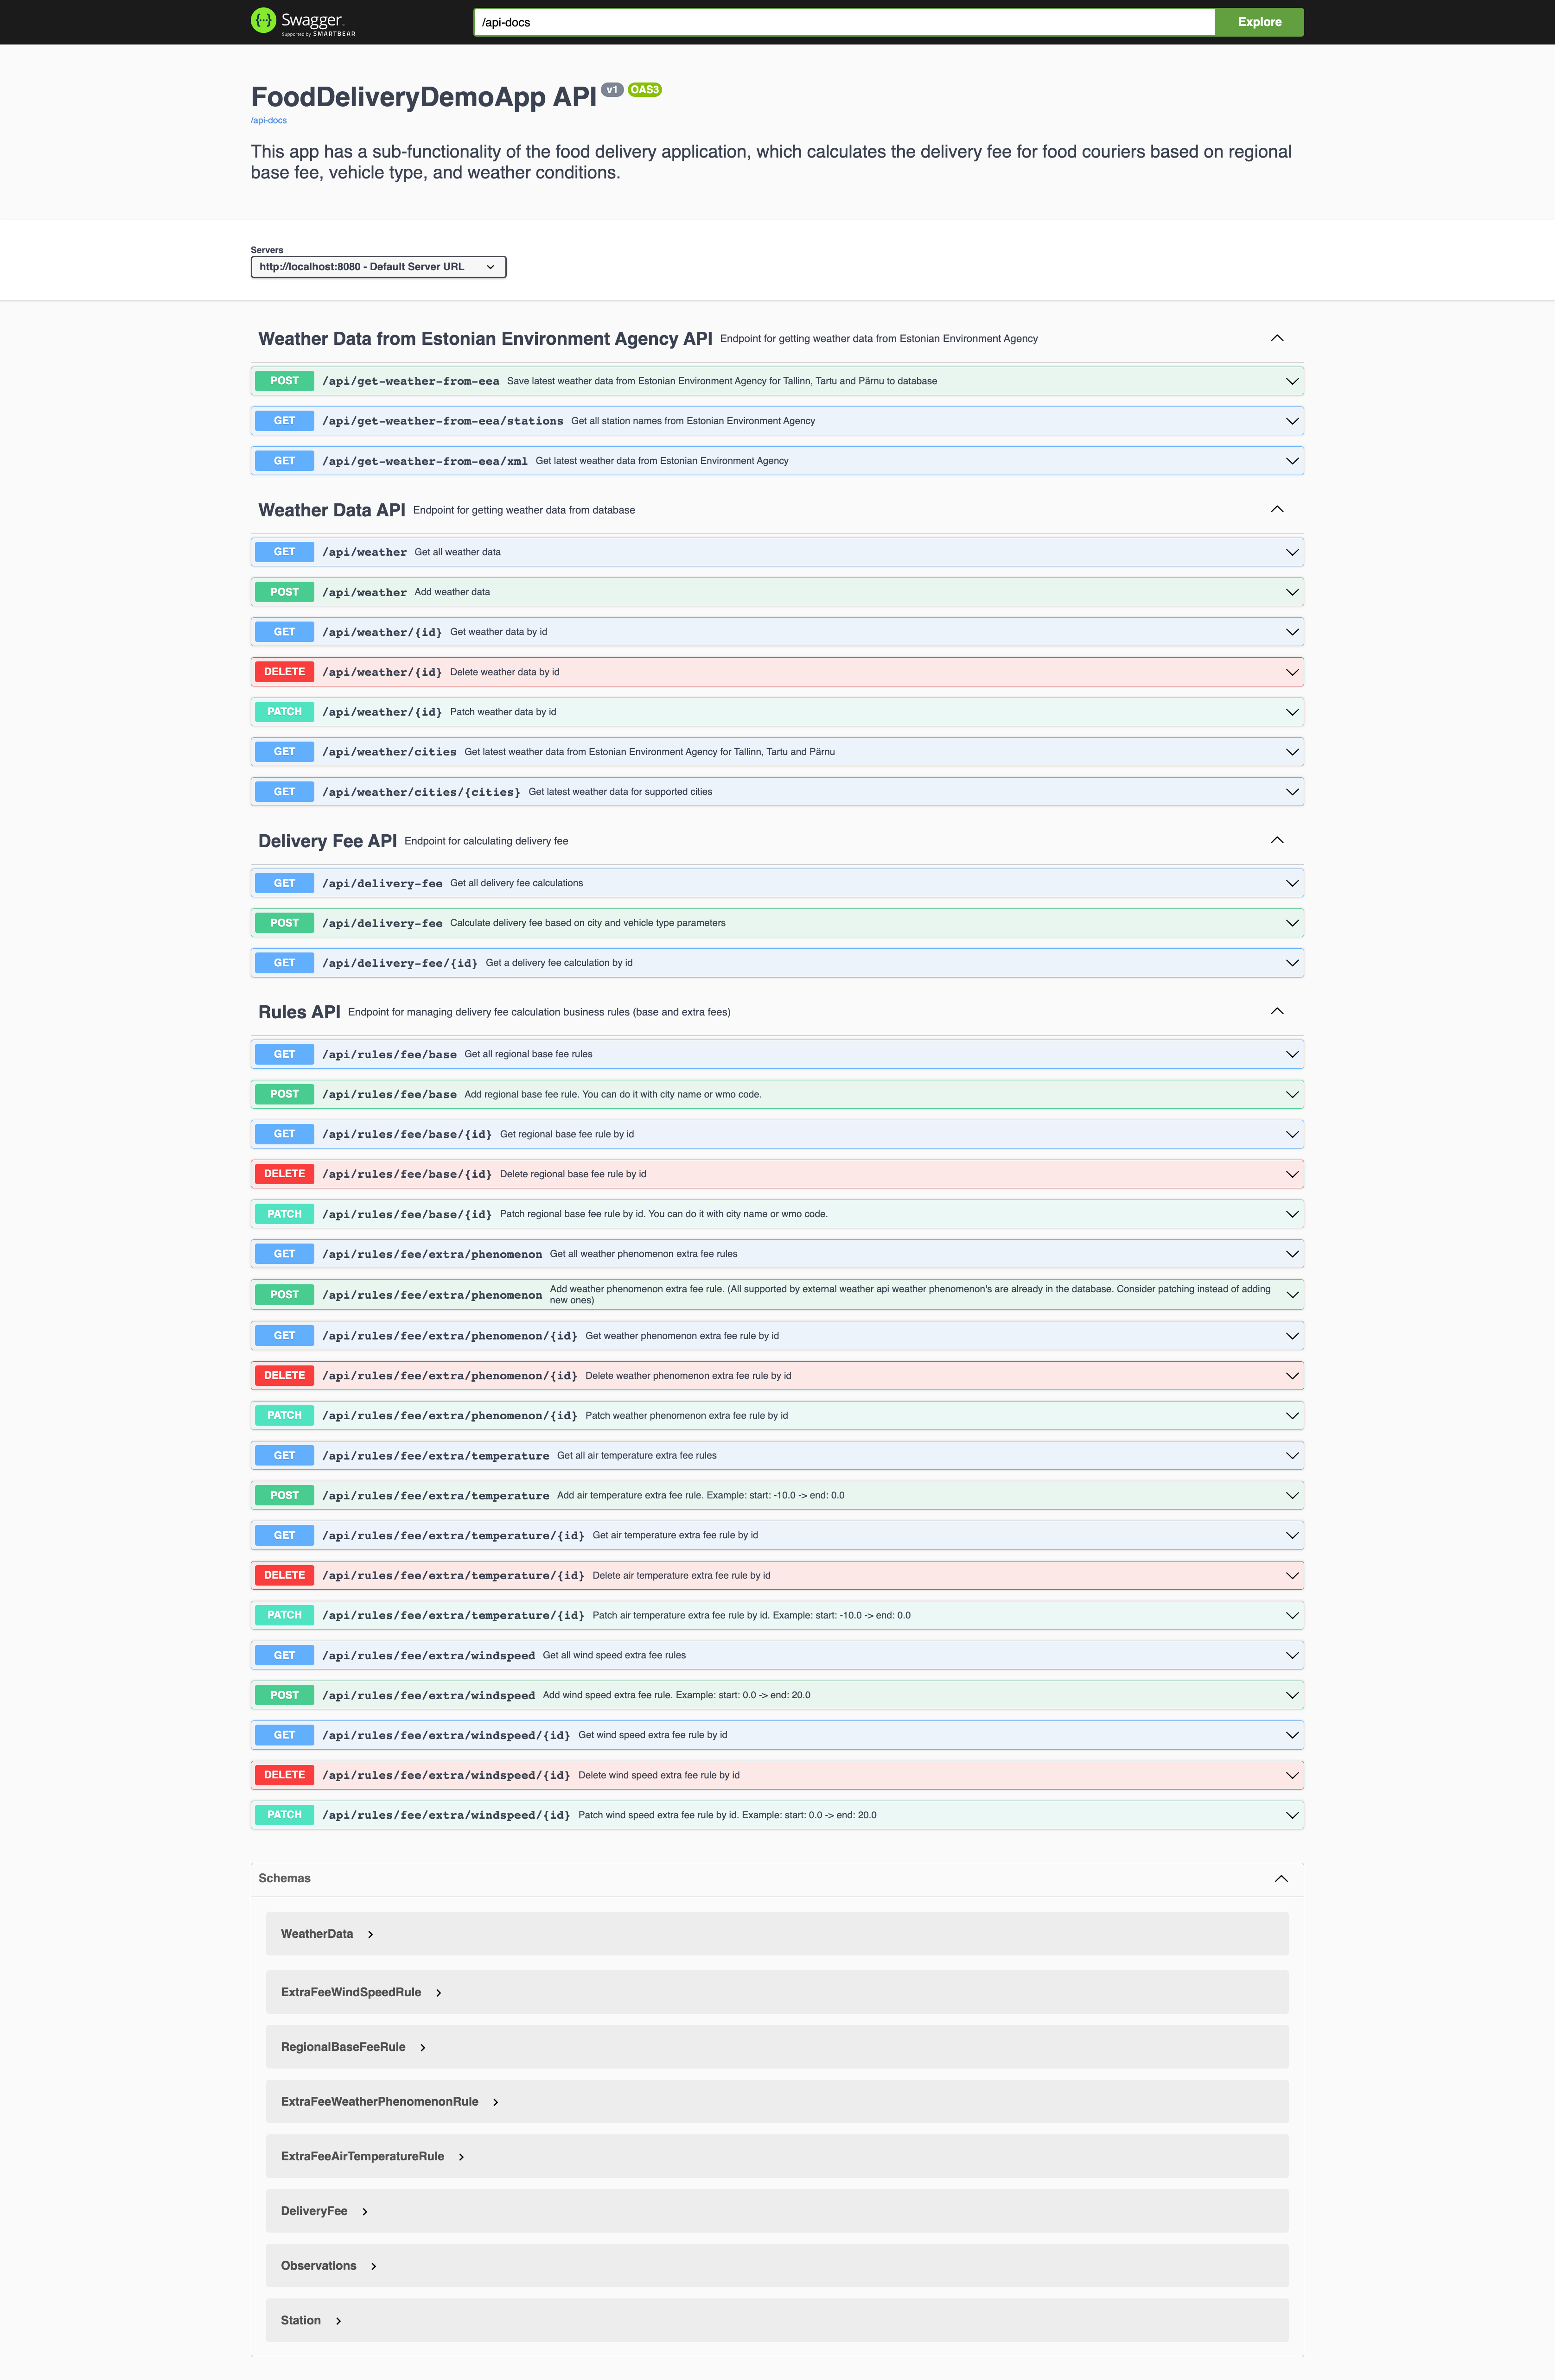 Swagger.
Supported by SMARTBEAR
/api-docs
Explore
FoodDeliveryDemoApp API v1 OAS3
/api-docs
This app has a sub-functionality of the food delivery application, which calculates the delivery fee for food couriers based on regional
base fee, vehicle type, and weather conditions.
Servers
http://localhost:8080 - Default Server URL
Weather Data from Estonian Environment Agency API Endpoint for getting weather data from Estonian Environment Agency
POST /api/get-weather-from-eea Save latest weather data from Estonian Environment Agency for Tallinn, Tartu and Pärnu to database
GET /api/get-weather-from-eea/stations Get all station names from Estonian Environment Agency
GET /api/get-weather-from-eea/xml Get latest weather data from Estonian Environment Agency
Weather Data API Endpoint for getting weather data from database
GET /api/weather Get all weather data
POST /api/weather Add weather data
GET /api/weather/{id} Get weather data by id
DELETE /api/weather/{id} Delete weather data by id
PATCH /api/weather/{id} Patch weather data by id
GET /api/weather/cities Get latest weather data from Estonian Environment Agency for Tallinn, Tartu and Pärnu
GET /api/weather/cities/{cities} Get latest weather data for supported cities
Delivery Fee API Endpoint for calculating delivery fee
GET /api/delivery-fee Get all delivery fee calculations
POST /api/delivery-fee Calculate delivery fee based on city and vehicle type parameters
GET /api/delivery-fee/{id} Get a delivery fee calculation by id
Rules API Endpoint for managing delivery fee calculation business rules (base and extra fees)
GET /api/rules/fee/base Get all regional base fee rules
POST /api/rules/fee/base Add regional base fee rule. You can do it with city name or wmo code.
GET /api/rules/fee/base/{id} Get regional base fee rule by id
DELETE /api/rules/fee/base/{id} Delete regional base fee rule by id
PATCH /api/rules/fee/base/{id} Patch regional base fee rule by id. You can do it with city name or wmo code.
GET /api/rules/fee/extra/phenomenon Get all weather phenomenon extra fee rules
POST /api/rules/fee/extra/phenomenon Add weather phenomenon extra fee rule. (All supported by external weather api weather phenomenon's are already in the database. Consider patching instead of adding
new ones)
GET /api/rules/fee/extra/phenomenon/{id} Get weather phenomenon extra fee rule by id
DELETE /api/rules/fee/extra/phenomenon/{id} Delete weather phenomenon extra fee rule by id
PATCH /api/rules/fee/extra/phenomenon/{id} Patch weather phenomenon extra fee rule by id
GET /api/rules/fee/extra/temperature Get all air temperature extra fee rules
POST /api/rules/fee/extra/temperature Add air temperature extra fee rule. Example: start: -10.0 -> end: 0.0
GET /api/rules/fee/extra/temperature/{id} Get air temperature extra fee rule by id
DELETE /api/rules/fee/extra/temperature/{id} Delete air temperature extra fee rule by id
PATCH /api/rules/fee/extra/temperature/{id} Patch air temperature extra fee rule by id. Example: start: -10.0 -> end: 0.0
GET /api/rules/fee/extra/windspeed Get all wind speed extra fee rules
POST /api/rules/fee/extra/windspeed Add wind speed extra fee rule. Example: start: 0.0 -> end: 20.0
GET /api/rules/fee/extra/windspeed/{id} Get wind speed extra fee rule by id
DELETE /api/rules/fee/extra/windspeed/{id} Delete wind speed extra fee rule by id
PATCH /api/rules/fee/extra/windspeed/{id} Patch wind speed extra fee rule by id. Example: start: 0.0 -> end: 20.0
Schemas
WeatherData
ExtraFeeWindSpeedRule
RegionalBaseFeeRule
ExtraFeeWeatherPhenomenonRule
ExtraFeeAirTemperatureRule
DeliveryFee
Observations
Station